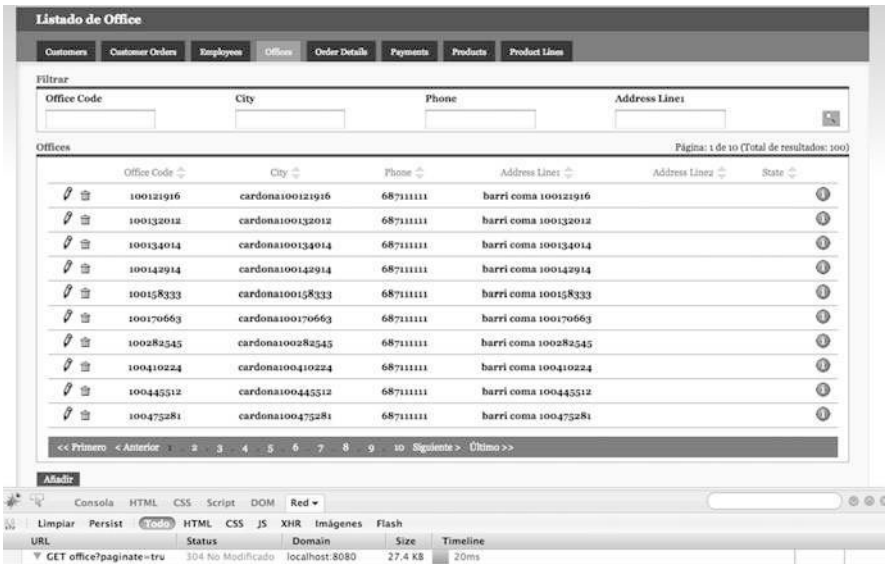 Listado de Office
Customers Customer Orders Employees Offices Order Details Payments Products Product Lines
Filtrar
Office Code City Phone Address Line1
Offices Página: 1 de 10 (Total de resultados: 100)
Office Code City Phone Address Line1 Address Line2 State
100121916 cardona100121916 687111111 barri coma 100121916
100132012 cardona100132012 687111111 barri coma 100132012
100134014 cardona100134014 687111111 barri coma 100134014
100142914 cardona100142914 687111111 barri coma 100142914
100158333 cardona100158333 687111111 barri coma 100158333
100170663 cardona100170663 687111111 barri coma 100170663
100282545 cardona100282545 687111111 barri coma 100282545
100410224 cardona100410224 687111111 barri coma 100410224
100445512 cardona100445512 687111111 barri coma 100445512
100475281 cardona100475281 687111111 barri coma 100475281
<< Primero < Anterior 1 . 2 . 3 . 4 . 5 . 6 . 7 . 8 . 9 . 10 Siguiente > Último >>
Añadir
Consola HTML CSS Script DOM Red
Limpiar Persist Todo HTML CSS JS XHR Imágenes Flash
URL Status Domain Size Timeline
GET office?paginate=tru 304 No Modificado localhost:8080 27.4 KB 20ms